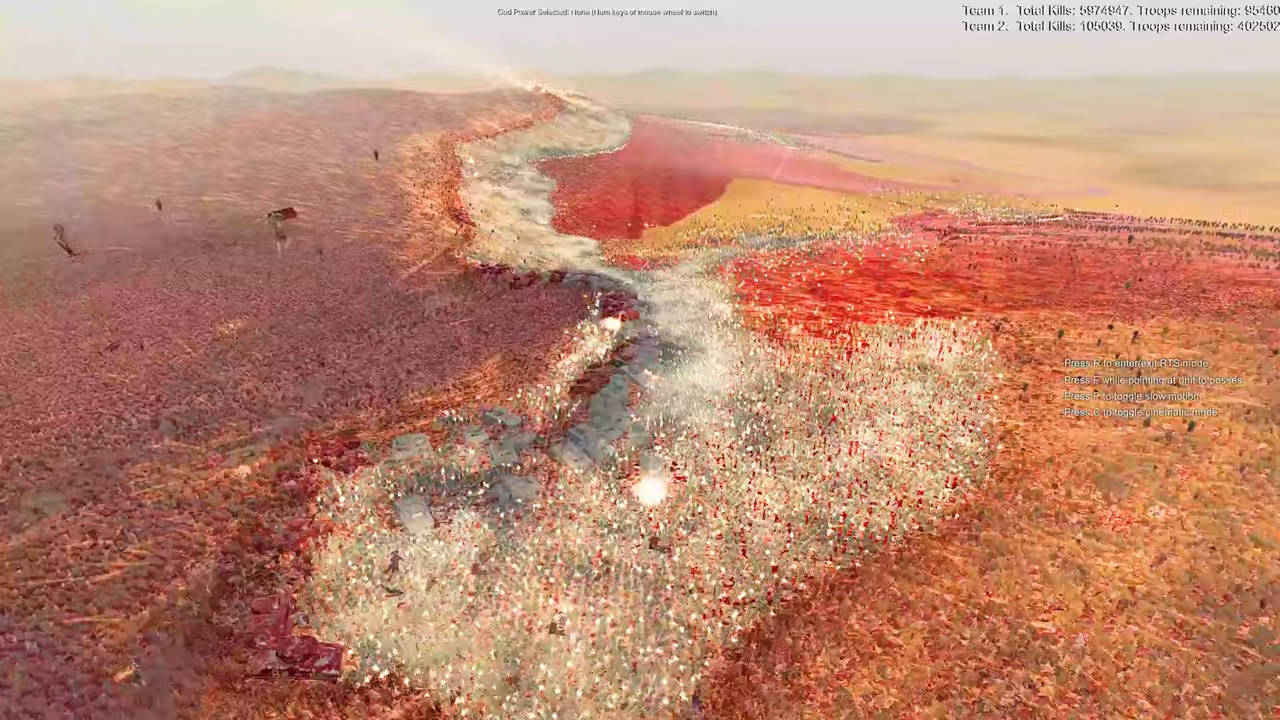 God Power Selected: None (Num keys or mouse wheel to switch)
Team 1. Total Kills: 5974947. Troops remaining: 95460
Team 2. Total Kills: 105039. Troops remaining: 402502
Press R to enter/exit RTS mode
Press F while pointing at unit to posses
Press P to toggle slow motion
Press C to toggle cinematic mode